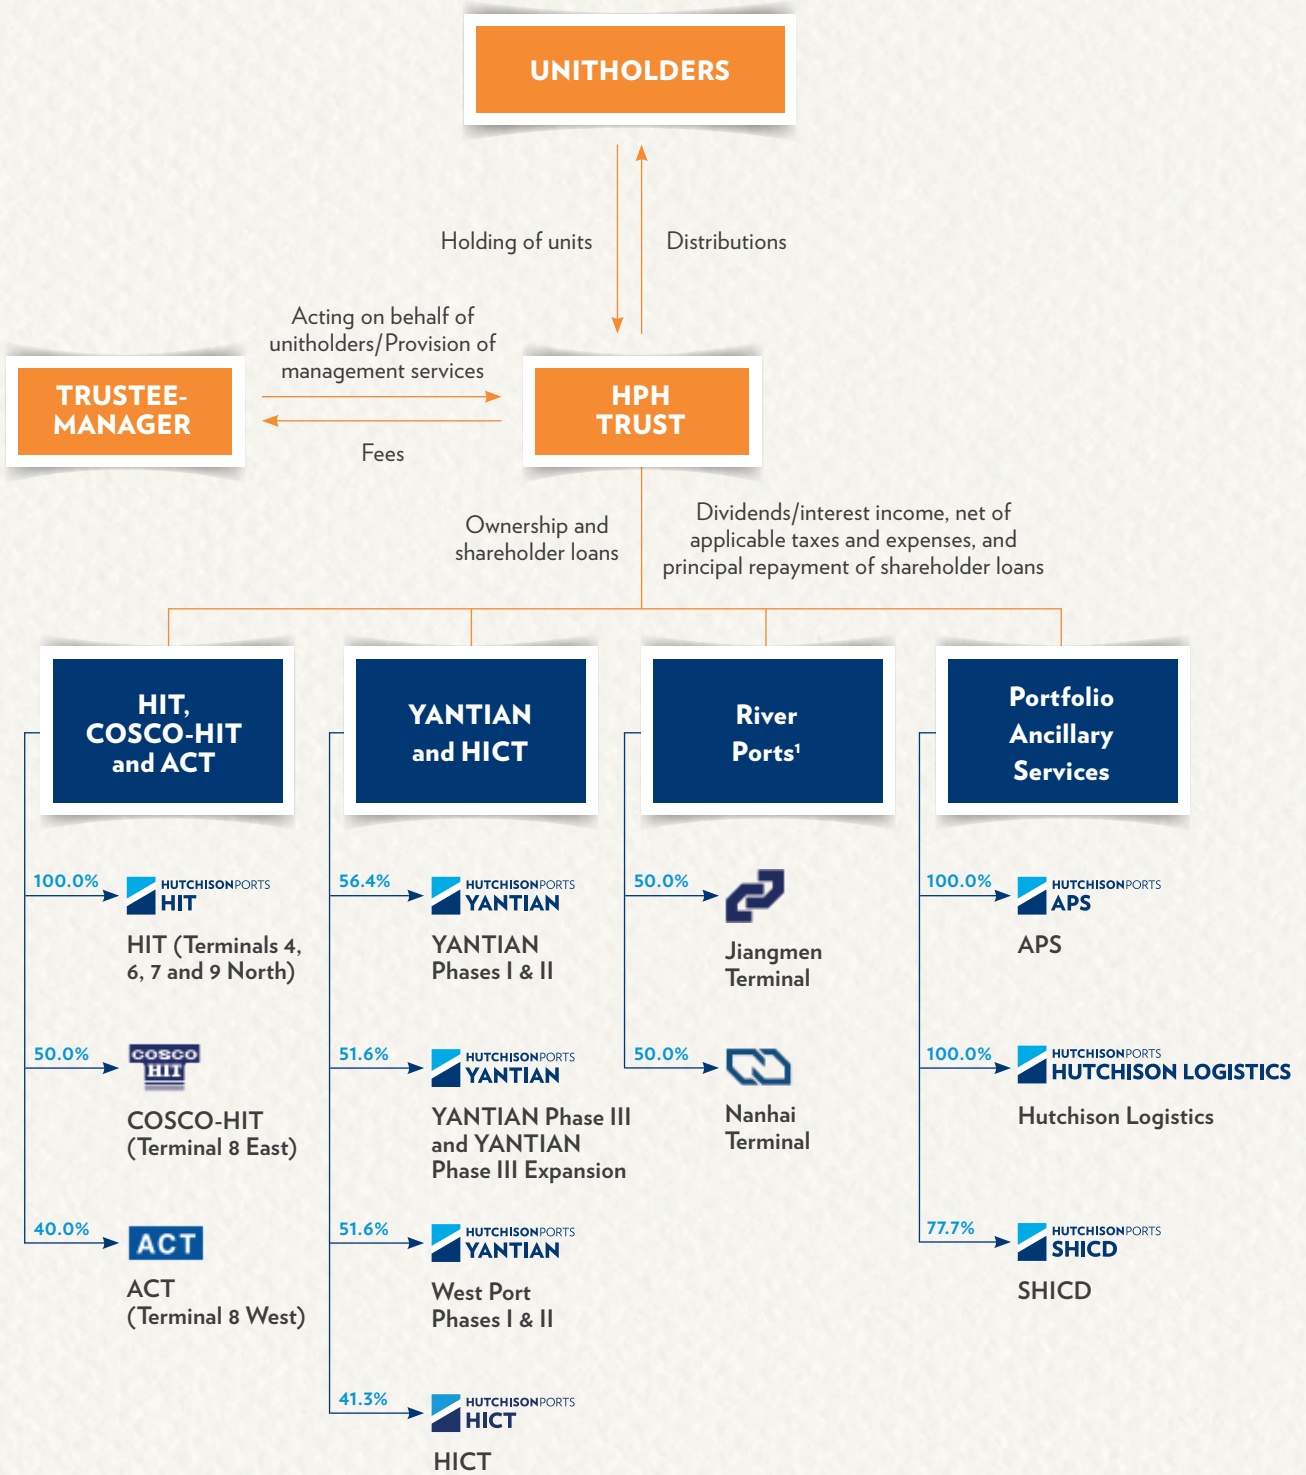 UNITHOLDERS
Holding of units
Distributions
Acting on behalf of
unitholders/Provision of
management services
TRUSTEE-
MANAGER
HPH
TRUST
Fees
Ownership and
shareholder loans
Dividends/interest income, net of
applicable taxes and expenses, and
principal repayment of shareholder loans
HIT,
COSCO-HIT
and ACT
100.0%
HUTCHISONPORTS
HIT
HIT (Terminals 4,
6, 7 and 9 North)
50.0%
COSCO
HIT
COSCO-HIT
(Terminal 8 East)
40.0%
ACT
ACT
(Terminal 8 West)
YANTIAN
and HICT
56.4%
HUTCHISONPORTS
YANTIAN
YANTIAN
Phases I & II
51.6%
HUTCHISONPORTS
YANTIAN
YANTIAN Phase III
and YANTIAN
Phase III Expansion
51.6%
HUTCHISONPORTS
YANTIAN
West Port
Phases I & II
41.3%
HUTCHISONPORTS
HICT
HICT
River
Ports¹
50.0%
Jiangmen
Terminal
50.0%
Nanhai
Terminal
Portfolio
Ancillary
Services
100.0%
HUTCHISONPORTS
APS
APS
100.0%
HUTCHISONPORTS
HUTCHISON LOGISTICS
Hutchison Logistics
77.7%
HUTCHISONPORTS
SHICD
SHICD